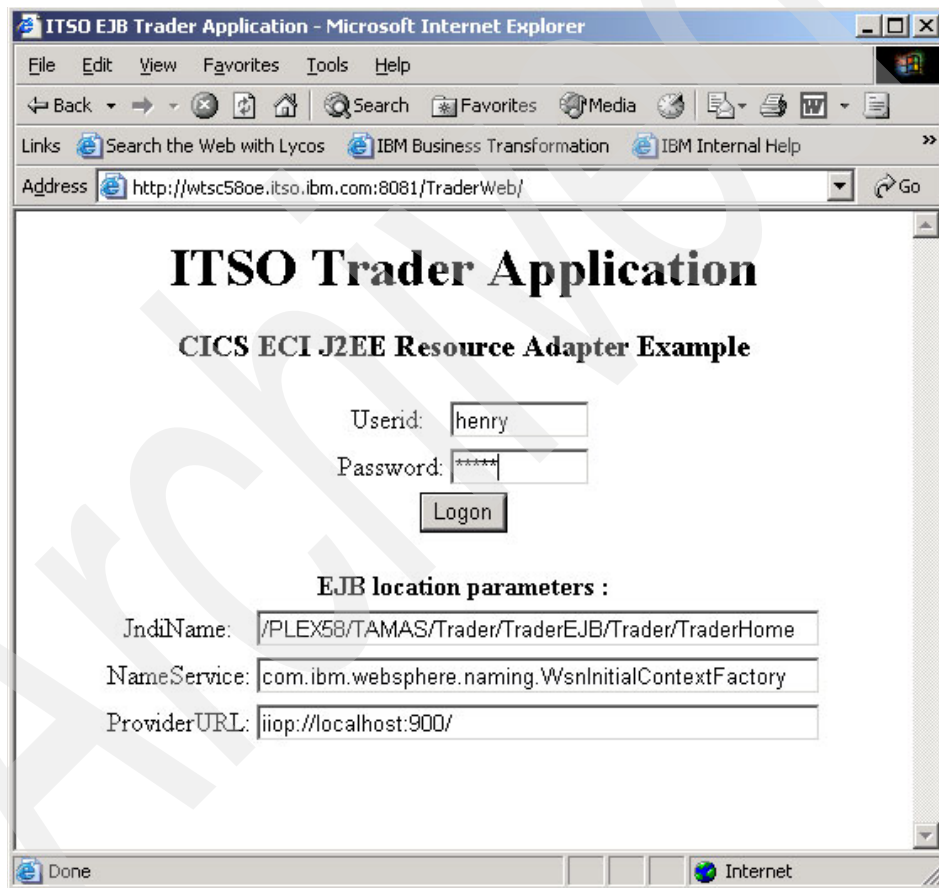 ITSO EJB Trader Application - Microsoft Internet Explorer
File Edit View Favorites Tools Help
Back Search Favorites Media
Links Search the Web with Lycos IBM Business Transformation IBM Internal Help »
Address http://wtsc58oe.itso.ibm.com:8081/TraderWeb/ Go
ITSO Trader Application
CICS ECI J2EE Resource Adapter Example
Userid: henry
Password: *****
Logon
EJB location parameters :
JndiName: /PLEX58/TAMAS/Trader/TraderEJB/Trader/TraderHome
NameService: com.ibm.websphere.naming.WsnInitialContextFactory
ProviderURL: iiop://localhost:900/
Done Internet